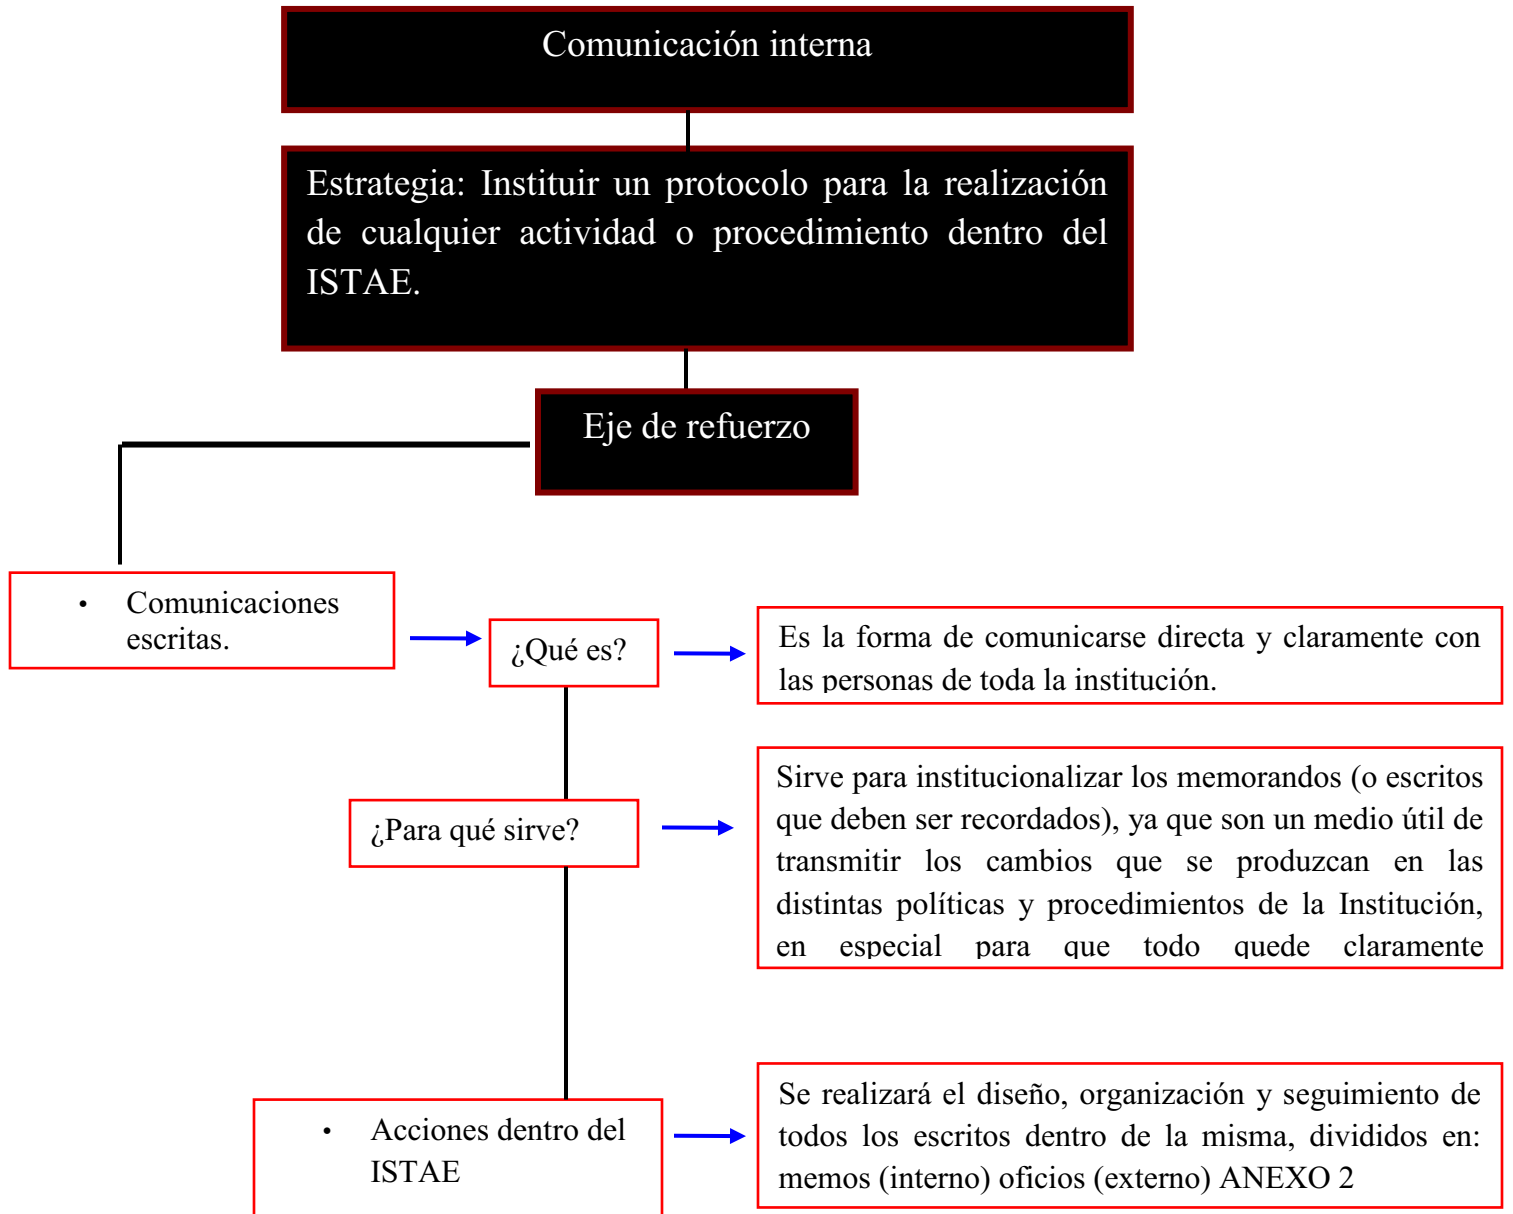 Comunicación interna
Estrategia: Instituir un protocolo para la realización
de cualquier actividad o procedimiento dentro del
ISTAE.
Eje de refuerzo
• Comunicaciones
escritas.
¿Qué es?
Es la forma de comunicarse directa y claramente con
las personas de toda la institución.
¿Para qué sirve?
Sirve para institucionalizar los memorandos (o escritos
que deben ser recordados), ya que son un medio útil de
transmitir los cambios que se produzcan en las
distintas políticas y procedimientos de la Institución,
en especial para que todo quede claramente
• Acciones dentro del
ISTAE
Se realizará el diseño, organización y seguimiento de
todos los escritos dentro de la misma, divididos en:
memos (interno) oficios (externo) ANEXO 2